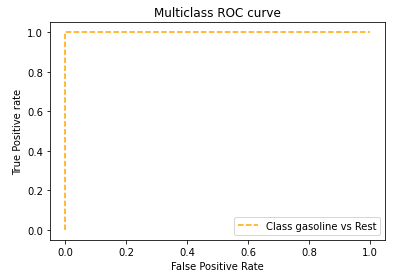 Multiclass ROC curve
True Positive rate
1.0
0.8
0.6
0.4
0.2
0.0
Class gasoline vs Rest
0.0 0.2 0.4 0.6 0.8 1.0
False Positive Rate